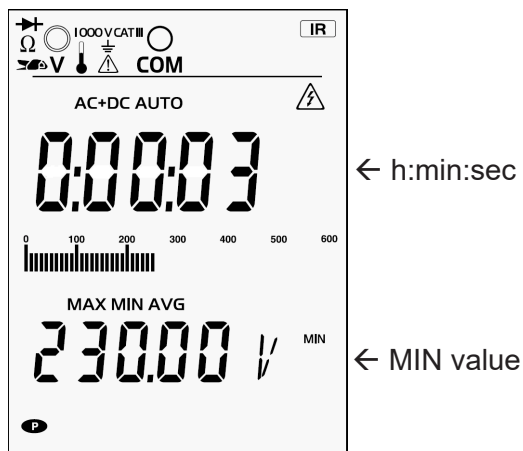 1000 V CAT III IR
Ω
V COM
AC+DC AUTO
0:00:03 ← h:min:sec
0 100 200 300 400 500 600
MAX MIN AVG
230.00 V MIN ← MIN value
P